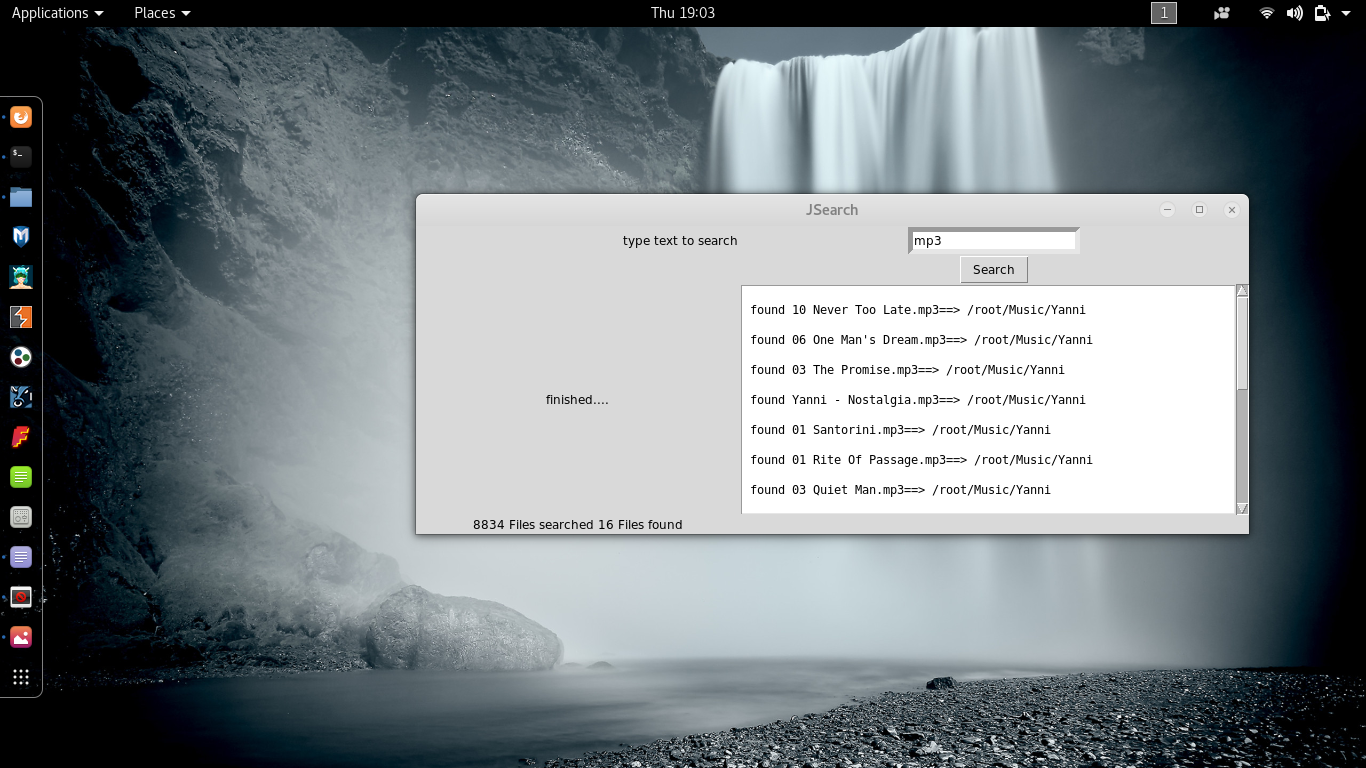 Applications Places Thu 19:03 1
JSearch
type text to search mp3
Search
found 10 Never Too Late.mp3==> /root/Music/Yanni
found 06 One Man's Dream.mp3==> /root/Music/Yanni
found 03 The Promise.mp3==> /root/Music/Yanni
found Yanni - Nostalgia.mp3==> /root/Music/Yanni
finished....
found 01 Santorini.mp3==> /root/Music/Yanni
found 01 Rite Of Passage.mp3==> /root/Music/Yanni
found 03 Quiet Man.mp3==> /root/Music/Yanni
8834 Files searched 16 Files found